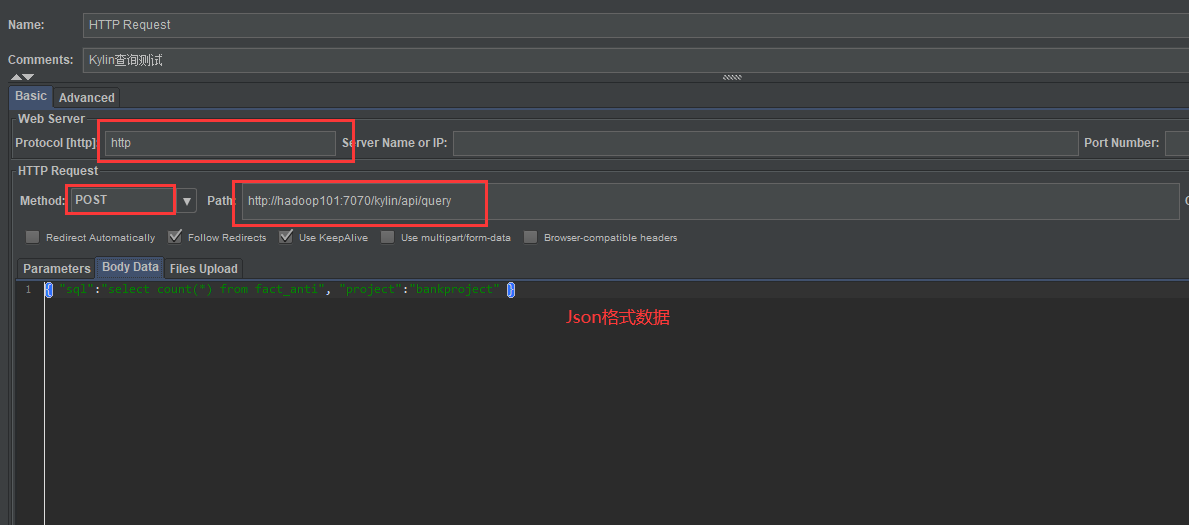 Name: HTTP Request
Comments: Kylin查询测试
Basic Advanced
Web Server
Protocol [http]: http Server Name or IP: Port Number:
HTTP Request
Method: POST Path: http://hadoop101:7070/kylin/api/query
Redirect Automatically Follow Redirects Use KeepAlive Use multipart/form-data Browser-compatible headers
Parameters Body Data Files Upload
1 { "sql":"select count(*) from fact_anti", "project":"bankproject" }
Json格式数据